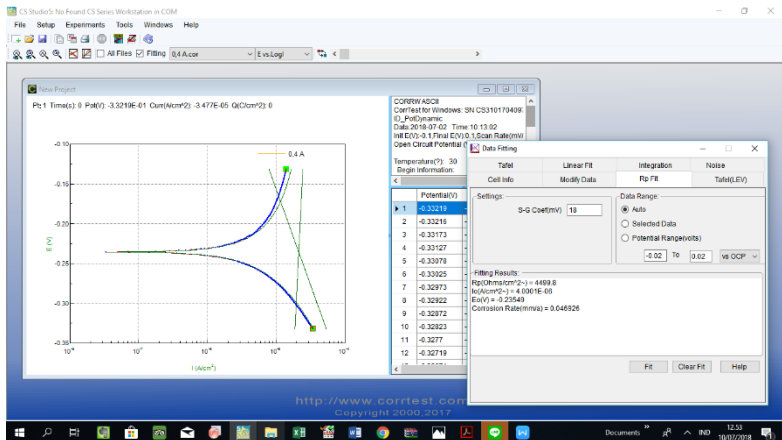 CS Studio5: No Found CS Series Workstation in COM
File Setup Experiments Tools Windows Help
All Files Fitting 0,4 A.cor E vs.LogI
New Project
Pt: 1 Time(s): 0 Pot(V): -3.3219E-01 Curr(A/cm^2): -3.477E-05 Q(C/cm^2): 0
0,4 A
-0.10
-0.15
-0.20
-0.25
-0.30
-0.35
E (V)
I (A/cm²)
CORRW ASCII
CorrTest for Windows: SN CS3101704093
ID_PotDynamic
Data:2018-07-02 Time:10:13:02
Init E(V):-0.1,Final E(V):0.1,Scan Rate(mV/
Open Circuit Potential (
Temperature(?): 30
Begin Information:
Potential(V)
1 -0.33219
2 -0.33216
3 -0.33173
4 -0.33127
5 -0.33078
6 -0.33025
7 -0.32973
8 -0.32922
9 -0.32872
10 -0.32823
11 -0.3277
12 -0.32719
Data Fitting
Tafel Linear Fit Integration Noise
Cell Info Modify Data Rp Fit Tafel(LEV)
Settings:
S-G Coef(mV) 18
Data Range:
Auto
Selected Data
Potential Range(volts)
-0.02 To 0.02 vs OCP
Fitting Results:
Rp(Ohms/cm^2~) = 4499.8
Io(A/cm^2~) = 4.0001E-06
Eo(V) = -0.23549
Corrosion Rate(mm/a) = 0.046926
Fit Clear Fit Help
http://www.corrtest.com
Copyright 2000,2017
Documents IND 12.53
10/07/2018